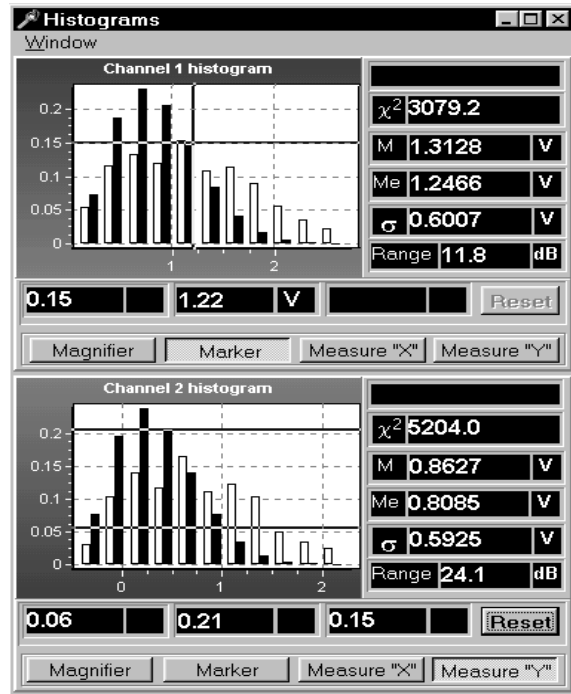 Histograms
Window
Channel 1 histogram
0.2
0.15
0.1
0.05
0
1
2
χ² 3079.2
M 1.3128 V
Me 1.2466 V
σ 0.6007 V
Range 11.8 dB
0.15 1.22 V Reset
Magnifier Marker Measure "X" Measure "Y"
Channel 2 histogram
0.2
0.15
0.1
0.05
0
0
1
2
χ² 5204.0
M 0.8627 V
Me 0.8085 V
σ 0.5925 V
Range 24.1 dB
0.06 0.21 0.15 Reset
Magnifier Marker Measure "X" Measure "Y"